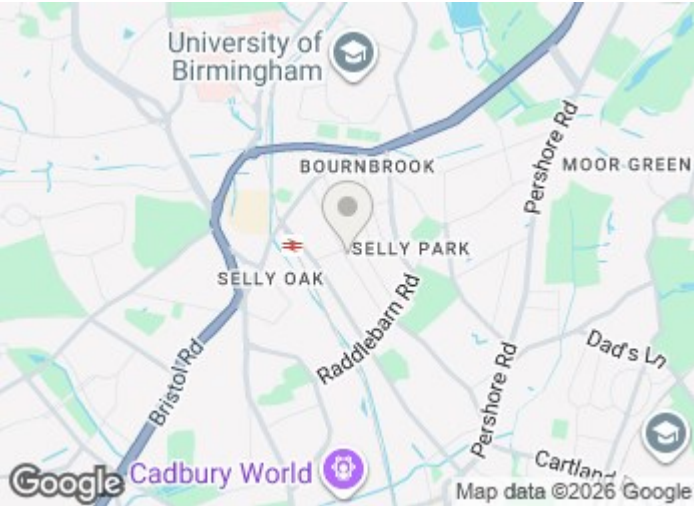 University of
Birmingham
BOURNBROOK
Pershore Rd
MOOR GREEN
SELLY PARK
SELLY OAK
Raddlebarn Rd
Bristol Rd
Dad's Ln
Pershore Rd
Cadbury World
Cartland
Google
Map data ©2026 Google